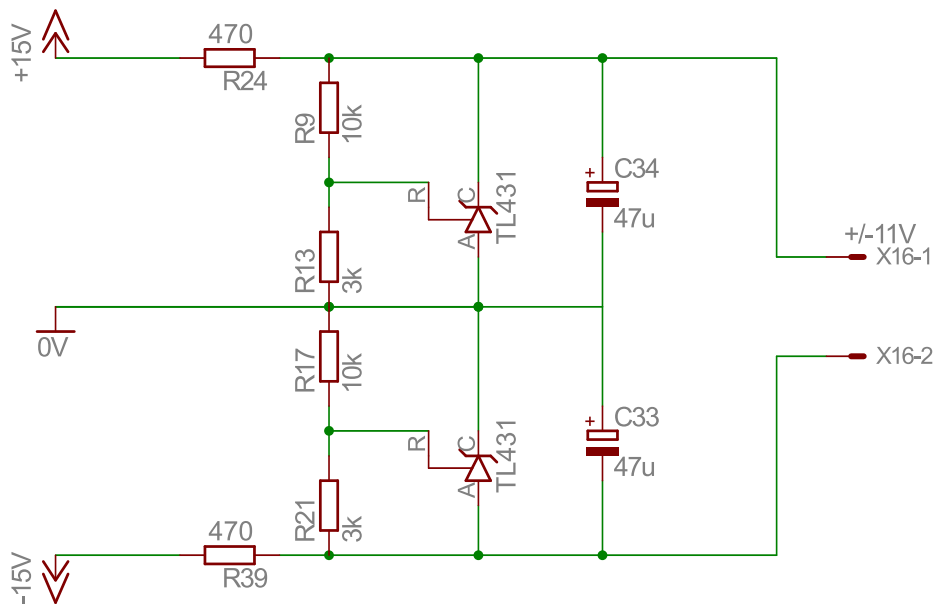 +15V
470
R24
R9
10k
R
C
A
TL431
C34
+
47u
R13
3k
+/-11V
X16-1
0V
R17
10k
X16-2
R
C
A
TL431
C33
+
47u
R21
3k
470
R39
-15V